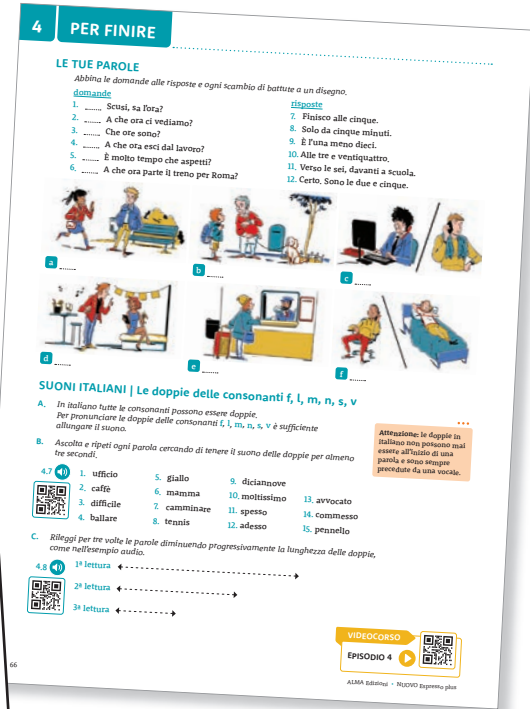 4 PER FINIRE
LE TUE PAROLE
Abbina le domande alle risposte e ogni scambio di battute a un disegno.
domande
1. ...... Scusi, sa l'ora?
2. ...... A che ora ci vediamo?
3. ...... Che ore sono?
4. ...... A che ora esci dal lavoro?
5. ...... È molto tempo che aspetti?
6. ...... A che ora parte il treno per Roma?
risposte
7. Finisco alle cinque.
8. Solo da cinque minuti.
9. È l'una meno dieci.
10. Alle tre e ventiquattro.
11. Verso le sei, davanti a scuola.
12. Certo. Sono le due e cinque.
a ......
b ......
c ......
d ......
e ......
f ......
SUONI ITALIANI | Le doppie delle consonanti f, l, m, n, s, v
A. In italiano tutte le consonanti possono essere doppie.
Per pronunciare le doppie delle consonanti f, l, m, n, s, v è sufficiente
allungare il suono.
Attenzione: le doppie in
italiano non possono mai
essere all'inizio di una
parola e sono sempre
precedute da una vocale.
B. Ascolta e ripeti ogni parola cercando di tenere il suono delle doppie per almeno
tre secondi.
4.7
1. ufficio
2. caffè
3. difficile
4. ballare
5. giallo
6. mamma
7. camminare
8. tennis
9. diciannove
10. moltissimo
11. spesso
12. adesso
13. avvocato
14. commesso
15. pennello
C. Rileggi per tre volte le parole diminuendo progressivamente la lunghezza delle doppie,
come nell'esempio audio.
4.8
1ª lettura
2ª lettura
3ª lettura
VIDEOCORSO
EPISODIO 4
66
ALMA Edizioni • NUOVO Espresso plus